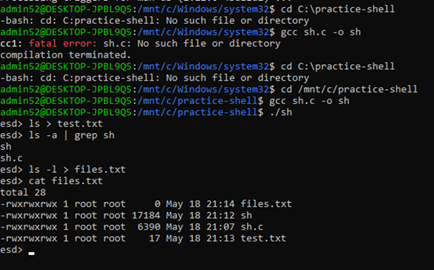 admin52@DESKTOP-JPBL9Q5:/mnt/c/Windows/system32$ cd C:\practice-shell
-bash: cd: C:practice-shell: No such file or directory
admin52@DESKTOP-JPBL9Q5:/mnt/c/Windows/system32$ gcc sh.c -o sh
cc1: fatal error: sh.c: No such file or directory
compilation terminated.
admin52@DESKTOP-JPBL9Q5:/mnt/c/Windows/system32$ cd C:\practice-shell
-bash: cd: C:practice-shell: No such file or directory
admin52@DESKTOP-JPBL9Q5:/mnt/c/Windows/system32$ cd /mnt/c/practice-shell
admin52@DESKTOP-JPBL9Q5:/mnt/c/practice-shell$ gcc sh.c -o sh
admin52@DESKTOP-JPBL9Q5:/mnt/c/practice-shell$ ./sh
esd> ls > test.txt
esd> ls -a | grep sh
sh
sh.c
esd> ls -l > files.txt
esd> cat files.txt
total 28
-rwxrwxrwx 1 root root     0 May 18 21:14 files.txt
-rwxrwxrwx 1 root root 17184 May 18 21:12 sh
-rwxrwxrwx 1 root root  6390 May 18 21:07 sh.c
-rwxrwxrwx 1 root root    17 May 18 21:13 test.txt
esd>